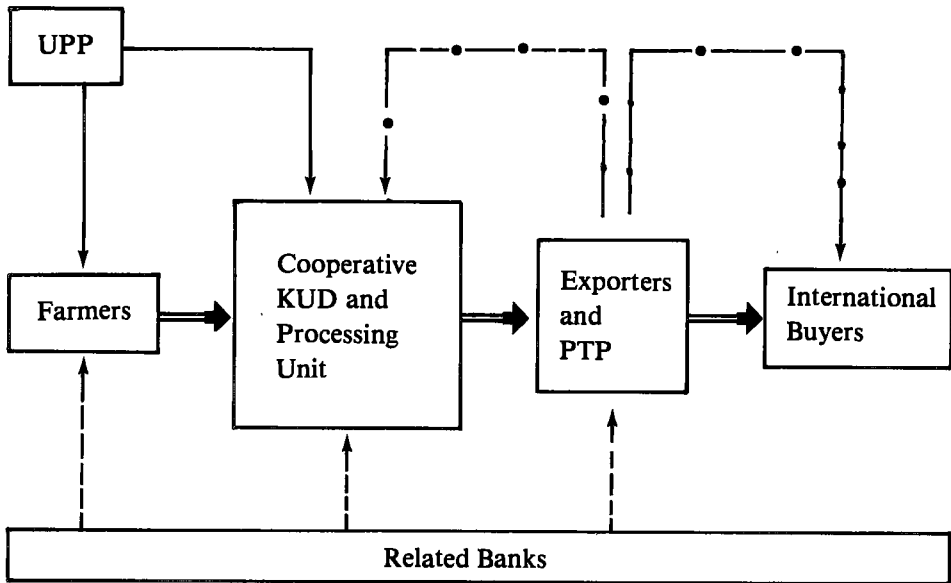 UPP
Farmers
Cooperative
KUD and
Processing
Unit
Exporters
and
PTP
International
Buyers
Related Banks